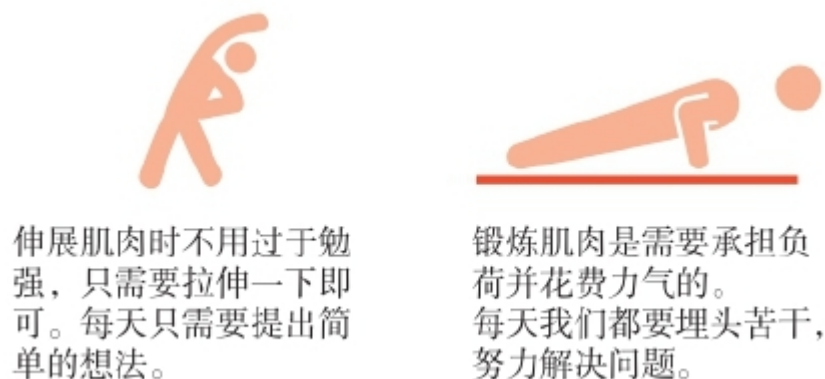 伸展肌肉时不用过于勉
强，只需要拉伸一下即
可。每天只需要提出简
单的想法。
锻炼肌肉是需要承担负
荷并花费力气的。
每天我们都要埋头苦干，
努力解决问题。